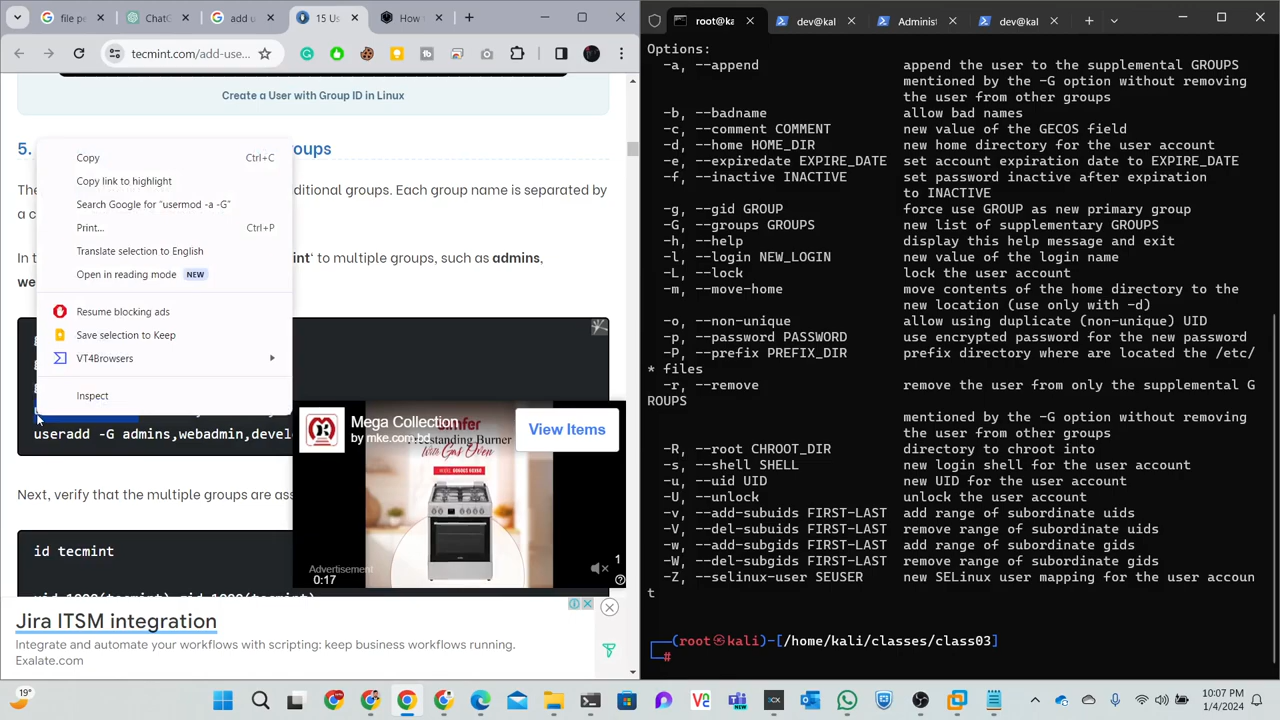 G google pie p
ChatG
add u
15 Us
How
tecmint.com/add-use...
Create a User with Group ID in Linux
5.
oups
The
ditional groups. Each group name is separated by
a c
In t
int‘ to multiple groups, such as admins,
we
Copy Ctrl+C
Copy link to highlight
Search Google for “usermod -a -G”
Print... Ctrl+P
Translate selection to English
Open in reading mode NEW
Resume blocking ads
Save selection to Keep
VT4Browsers
Inspect
useradd -G admins,webadmin,devel
Mega Collection
by mke.com.bd
View Items
With Gas Oven
Advertisement
0:17
1
Next, verify that the multiple groups are ass
id tecmint
Jira ITSM integration
Integrate and automate your workflows with scripting: keep business workflows running.
Exalate.com
root@ka
dev@kal
Administ
dev@kal
Options:
-a, --append append the user to the supplemental GROUPS
mentioned by the -G option without removing
the user from other groups
-b, --badname allow bad names
-c, --comment COMMENT new value of the GECOS field
-d, --home HOME_DIR new home directory for the user account
-e, --expiredate EXPIRE_DATE set account expiration date to EXPIRE_DATE
-f, --inactive INACTIVE set password inactive after expiration
to INACTIVE
-g, --gid GROUP force use GROUP as new primary group
-G, --groups GROUPS new list of supplementary GROUPS
-h, --help display this help message and exit
-l, --login NEW_LOGIN new value of the login name
-L, --lock lock the user account
-m, --move-home move contents of the home directory to the
new location (use only with -d)
-o, --non-unique allow using duplicate (non-unique) UID
-p, --password PASSWORD use encrypted password for the new password
-P, --prefix PREFIX_DIR prefix directory where are located the /etc/
* files
-r, --remove remove the user from only the supplemental G
ROUPS
mentioned by the -G option without removing
the user from other groups
-R, --root CHROOT_DIR directory to chroot into
-s, --shell SHELL new login shell for the user account
-u, --uid UID new UID for the user account
-U, --unlock unlock the user account
-v, --add-subuids FIRST-LAST add range of subordinate uids
-V, --del-subuids FIRST-LAST remove range of subordinate uids
-w, --add-subgids FIRST-LAST add range of subordinate gids
-W, --del-subgids FIRST-LAST remove range of subordinate gids
-Z, --selinux-user SEUSER new SELinux user mapping for the user accoun
t
(root㉿kali)-[/home/kali/classes/class03]
#
19°
10:07 PM
1/4/2024